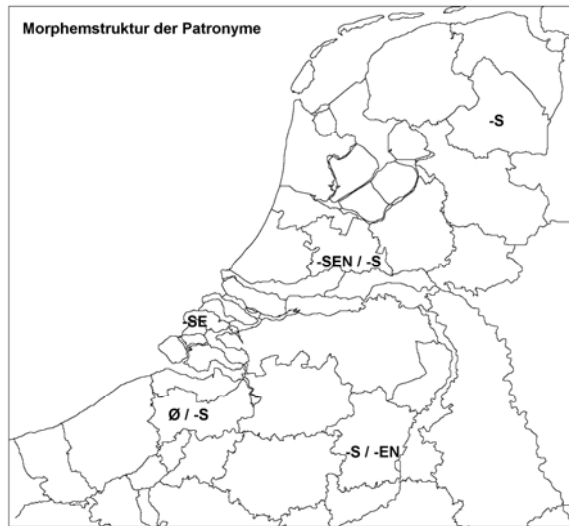 Morphemstruktur der Patronyme
-S
-SEN / -S
-SE
Ø / -S
-S / -EN